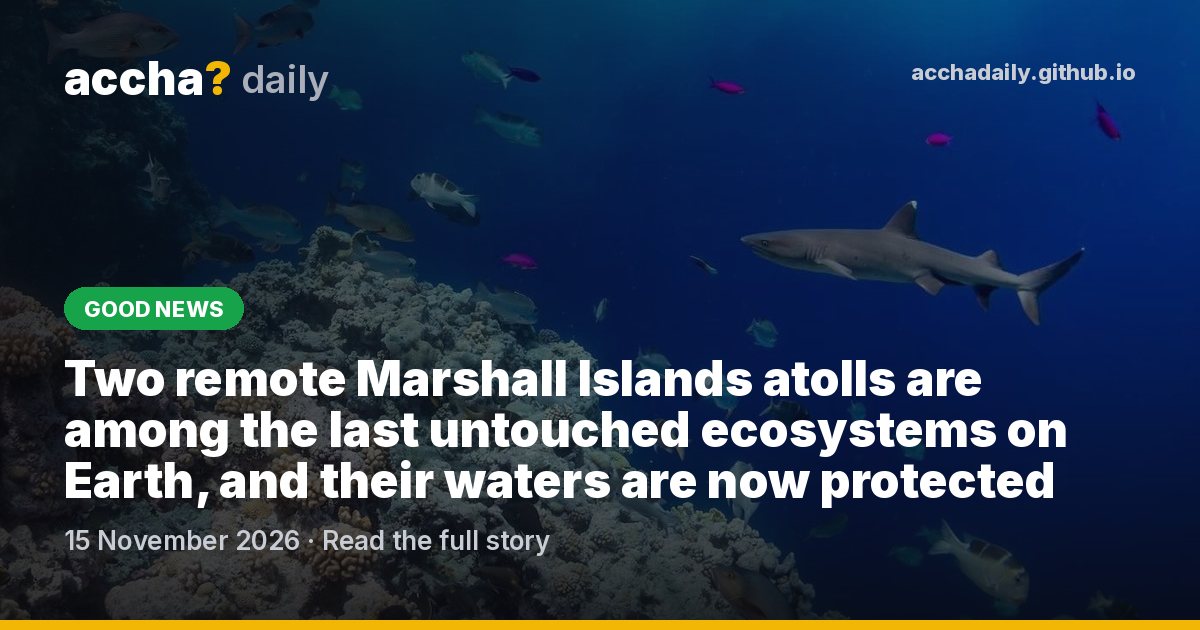 accha? daily
acchadaily.github.io
GOOD NEWS
Two remote Marshall Islands atolls are
among the last untouched ecosystems on
Earth, and their waters are now protected
15 November 2026 · Read the full story